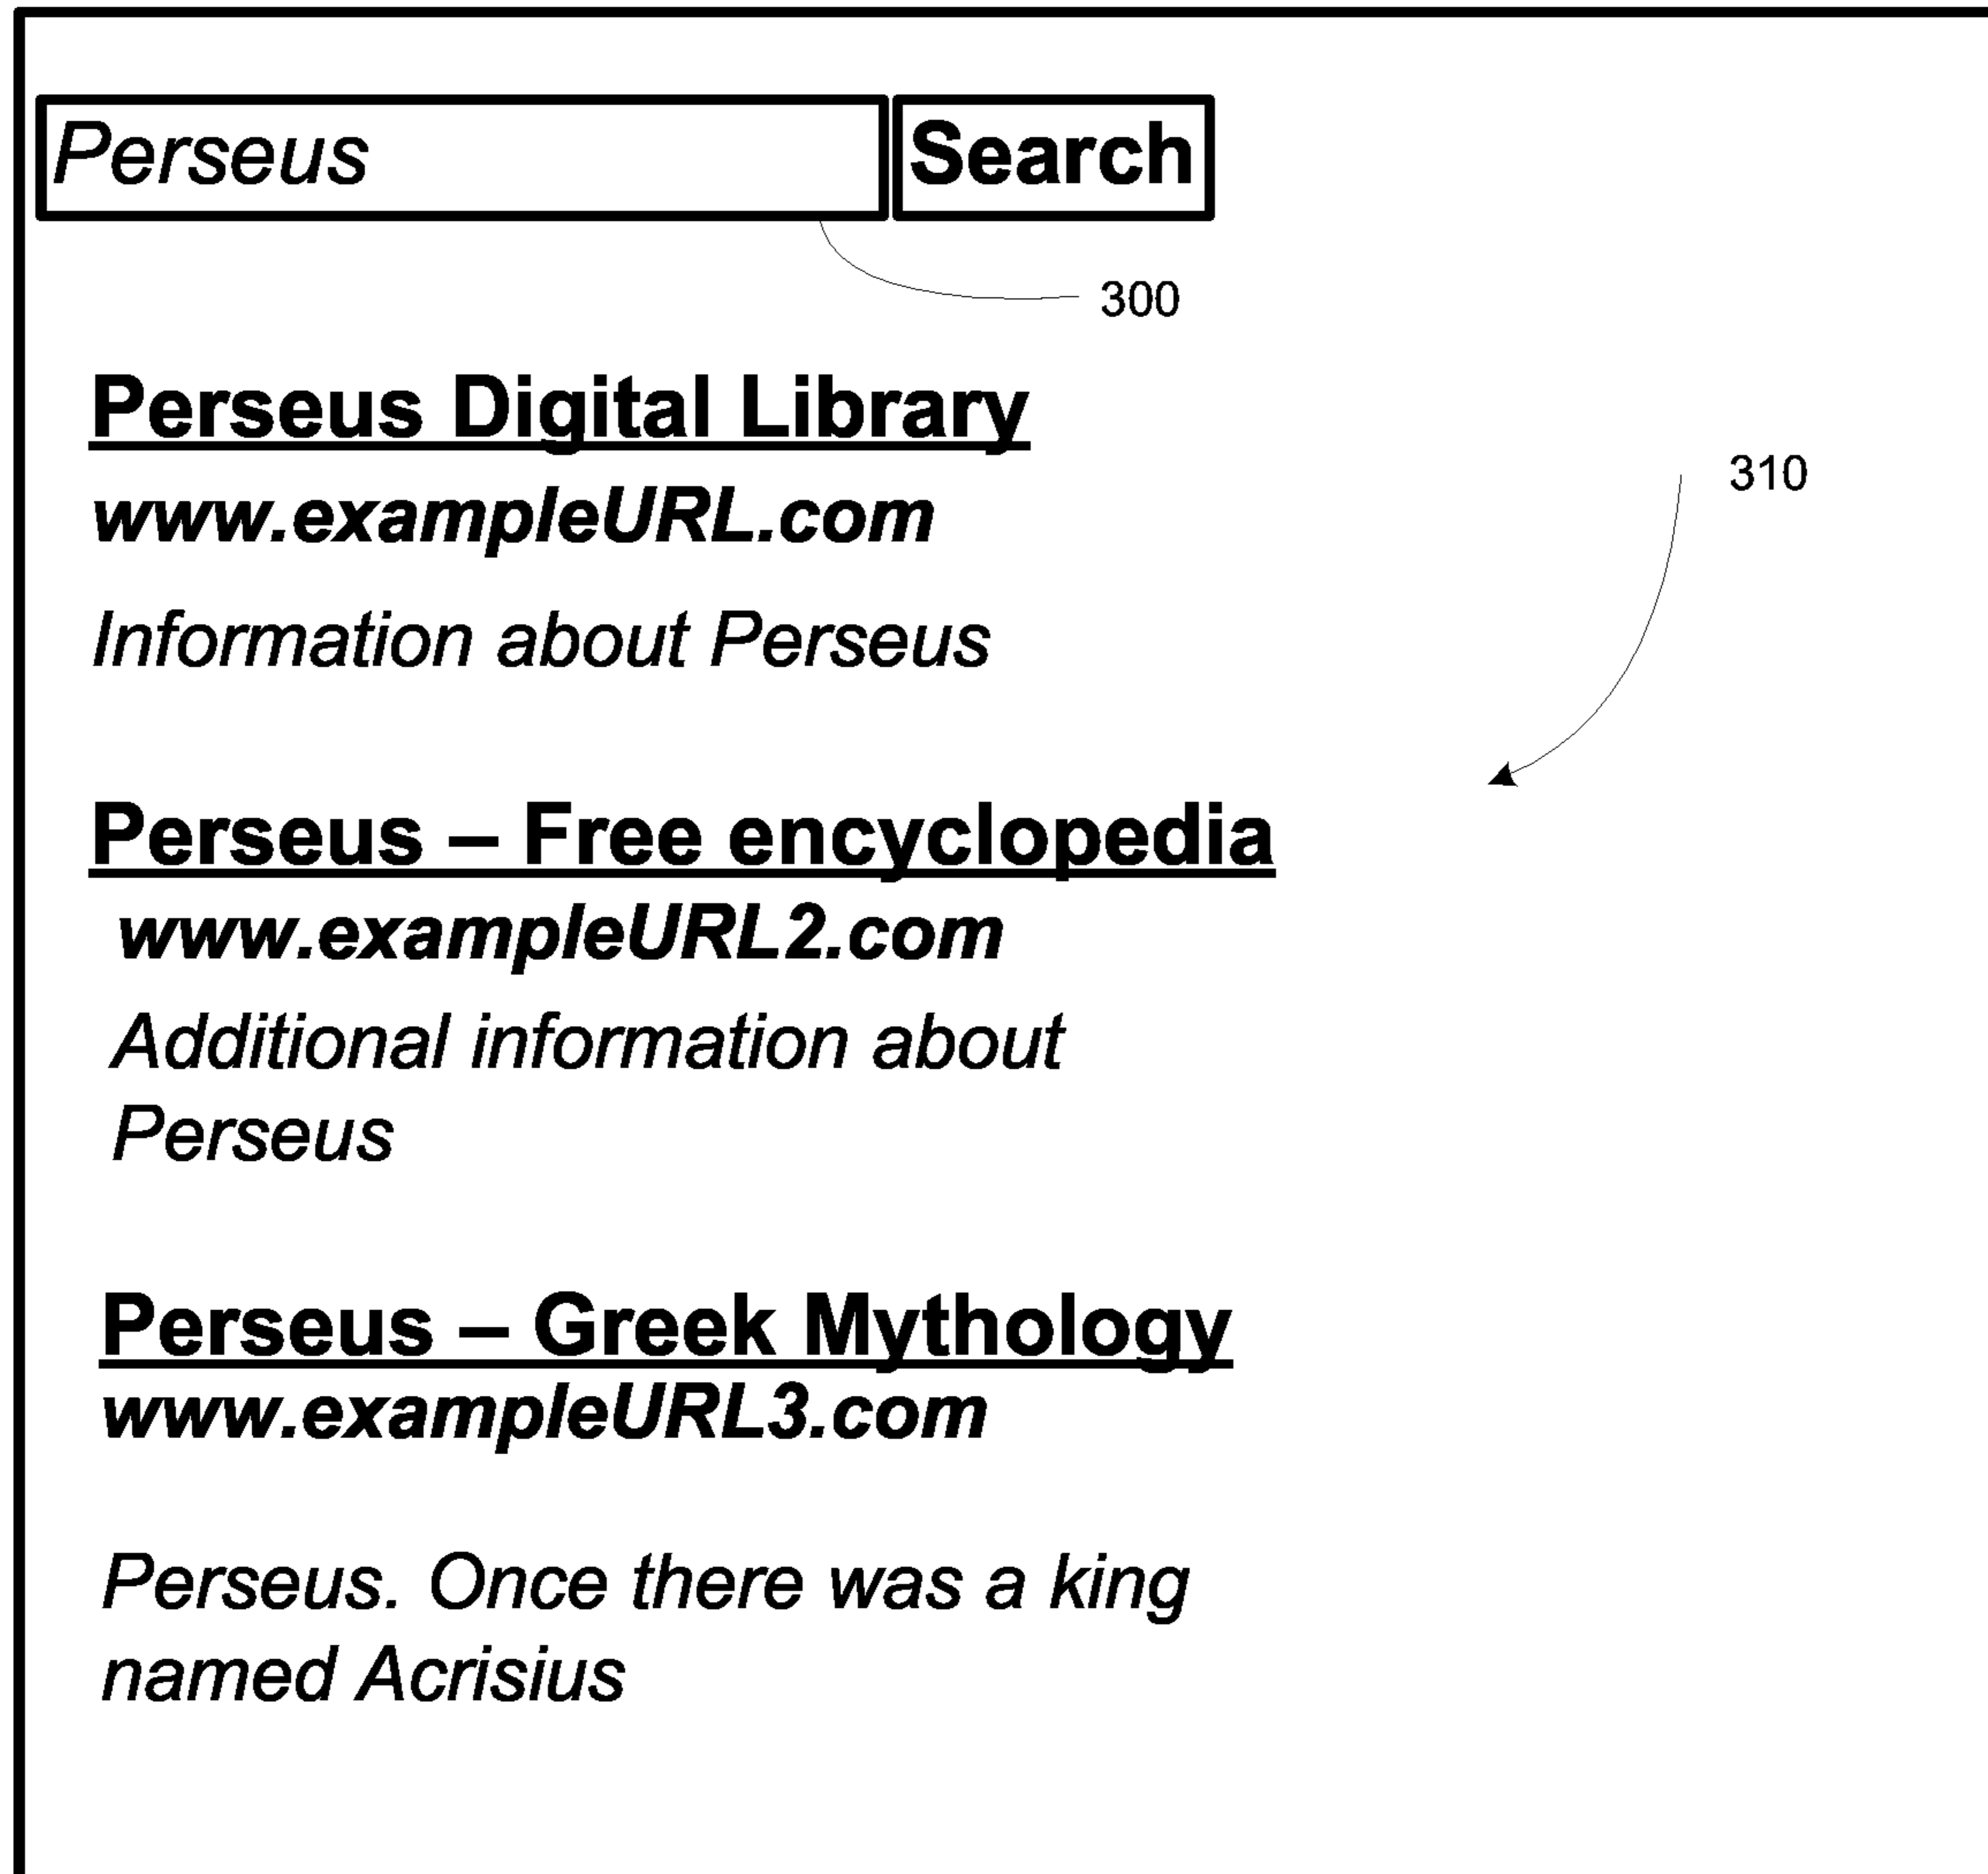 Perseus Search
300
Perseus Digital Library
www.exampleURL.com
310
Information about Perseus
Perseus – Free encyclopedia
www.exampleURL2.com
Additional information about
Perseus
Perseus – Greek Mythology
www.exampleURL3.com
Perseus. Once there was a king
named Acrisius